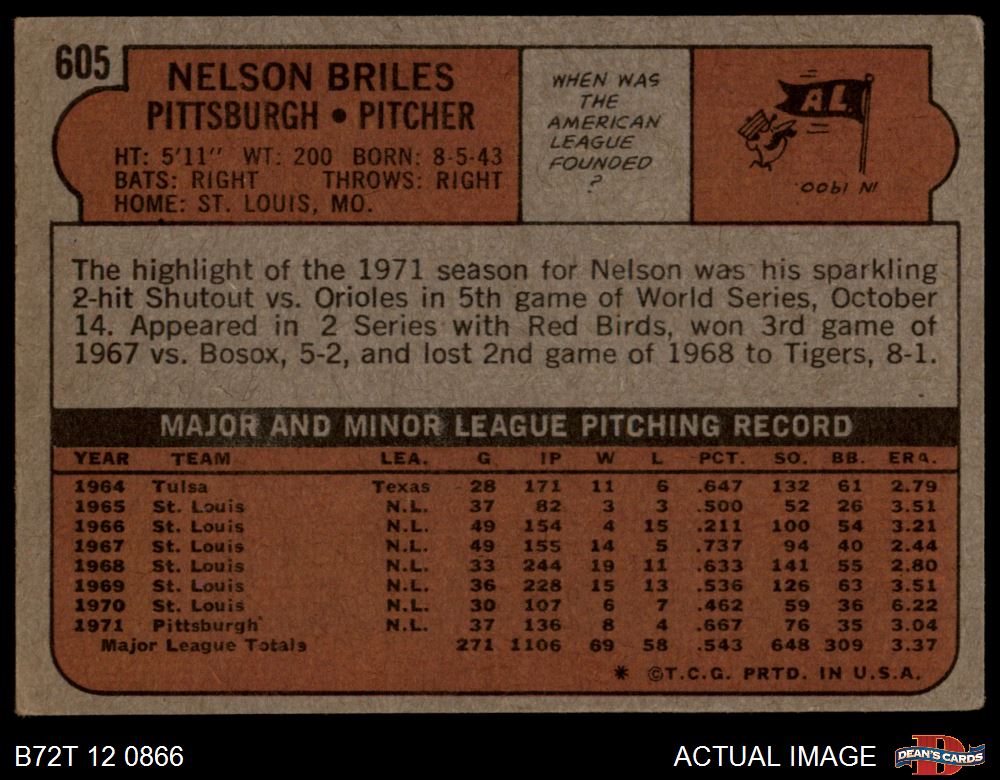 605
NELSON BRILES
PITTSBURGH • PITCHER
HT: 5'11" WT: 200 BORN: 8-5-43
BATS: RIGHT THROWS: RIGHT
HOME: ST. LOUIS, MO.
WHEN WAS
THE
AMERICAN
LEAGUE
FOUNDED
?
AL
IN 1900.
The highlight of the 1971 season for Nelson was his sparkling
2-hit Shutout vs. Orioles in 5th game of World Series, October
14. Appeared in 2 Series with Red Birds, won 3rd game of
1967 vs. Bosox, 5-2, and lost 2nd game of 1968 to Tigers, 8-1.
MAJOR AND MINOR LEAGUE PITCHING RECORD
YEAR TEAM LEA. G IP W L PCT. SO. BB. ERA.
1964 Tulsa Texas 28 171 11 6 .647 132 61 2.79
1965 St. Louis N.L. 37 82 3 3 .500 52 26 3.51
1966 St. Louis N.L. 49 154 4 15 .211 100 54 3.21
1967 St. Louis N.L. 49 155 14 5 .737 94 40 2.44
1968 St. Louis N.L. 33 244 19 11 .633 141 55 2.80
1969 St. Louis N.L. 36 228 15 13 .536 126 63 3.51
1970 St. Louis N.L. 30 107 6 7 .462 59 36 6.22
1971 Pittsburgh N.L. 37 136 8 4 .667 76 35 3.04
Major League Totals 271 1106 69 58 .543 648 309 3.37
* ©T.C.G. PRTD. IN U.S.A.
B72T 12 0866
ACTUAL IMAGE
D
DEAN'S CARDS